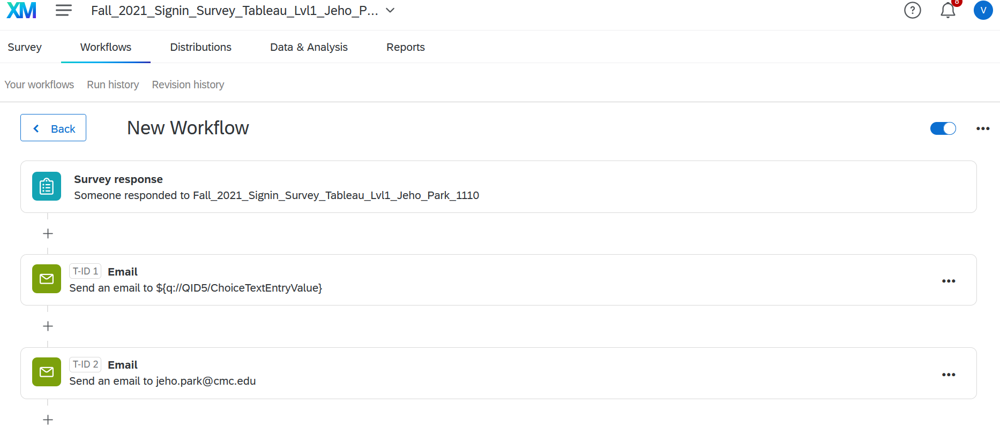 XM
Fall_2021_Signin_Survey_Tableau_Lvl1_Jeho_P...
?
8
V
Survey
Workflows
Distributions
Data & Analysis
Reports
Your workflows
Run history
Revision history
Back
New Workflow
Survey response
Someone responded to Fall_2021_Signin_Survey_Tableau_Lvl1_Jeho_Park_1110
T-ID 1 Email
Send an email to ${q://QID5/ChoiceTextEntryValue}
T-ID 2 Email
Send an email to jeho.park@cmc.edu